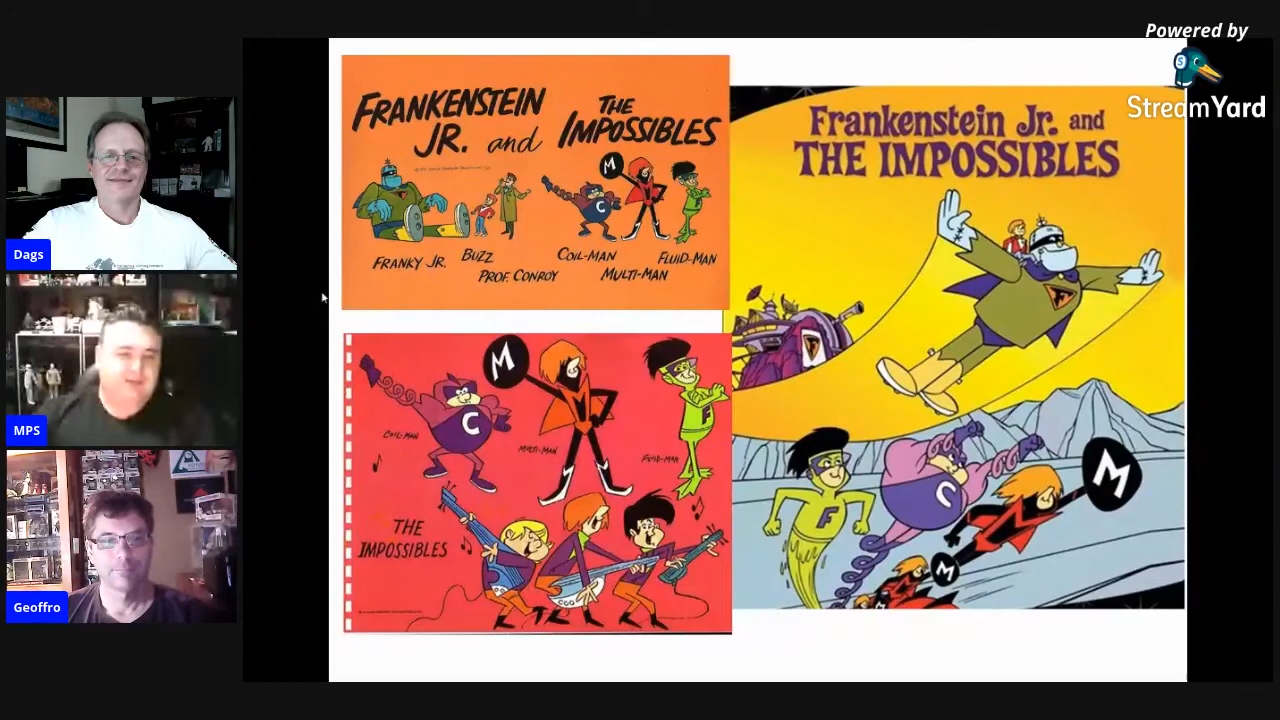 Powered by
StreamYard
Dags
MPS
Geoffro
FRANKENSTEIN JR. and THE IMPOSSIBLES
FRANKY JR.
BUZZ
PROF. CONROY
COIL-MAN
MULTI-MAN
FLUID-MAN
M
C
F
Frankenstein Jr. and
THE IMPOSSIBLES
F
F
C
M
M
M
C
F
COIL-MAN
MULTI-MAN
FLUID-MAN
THE
IMPOSSIBLES